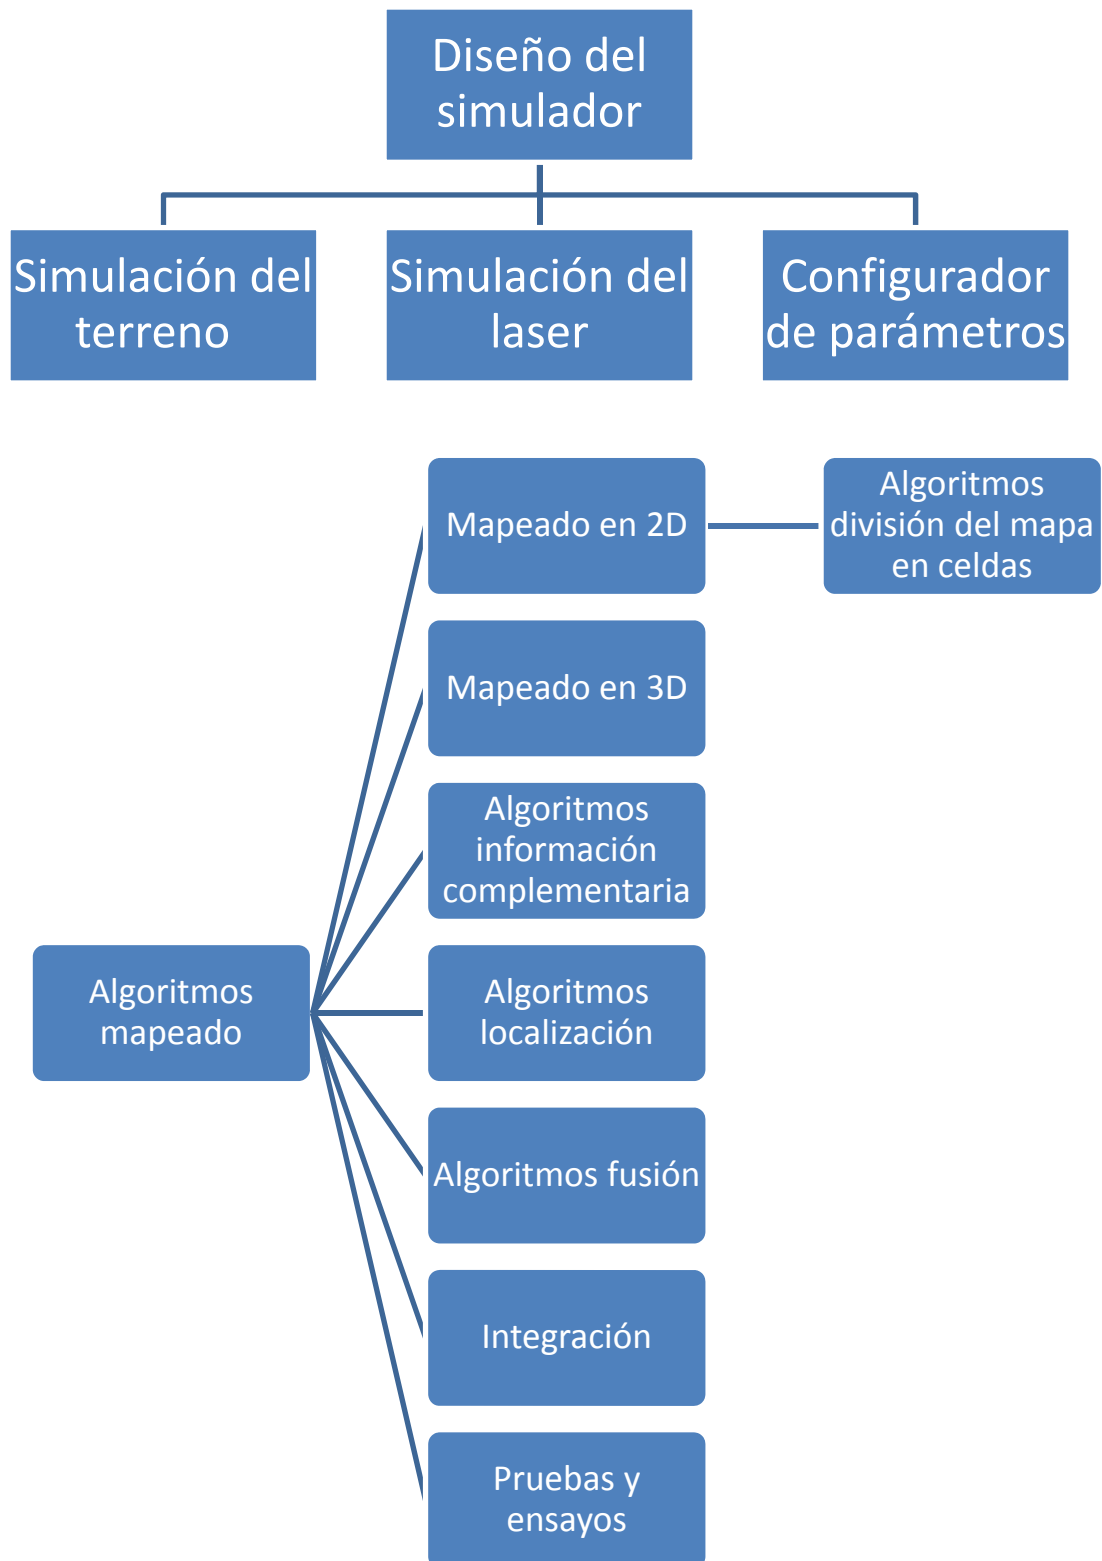 Diseño del
simulador
Simulación del
terreno
Simulación del
laser
Configurador
de parámetros
Mapeado en 2D
Algoritmos
división del mapa
en celdas
Mapeado en 3D
Algoritmos
información
complementaria
Algoritmos
mapeado
Algoritmos
localización
Algoritmos fusión
Integración
Pruebas y
ensayos